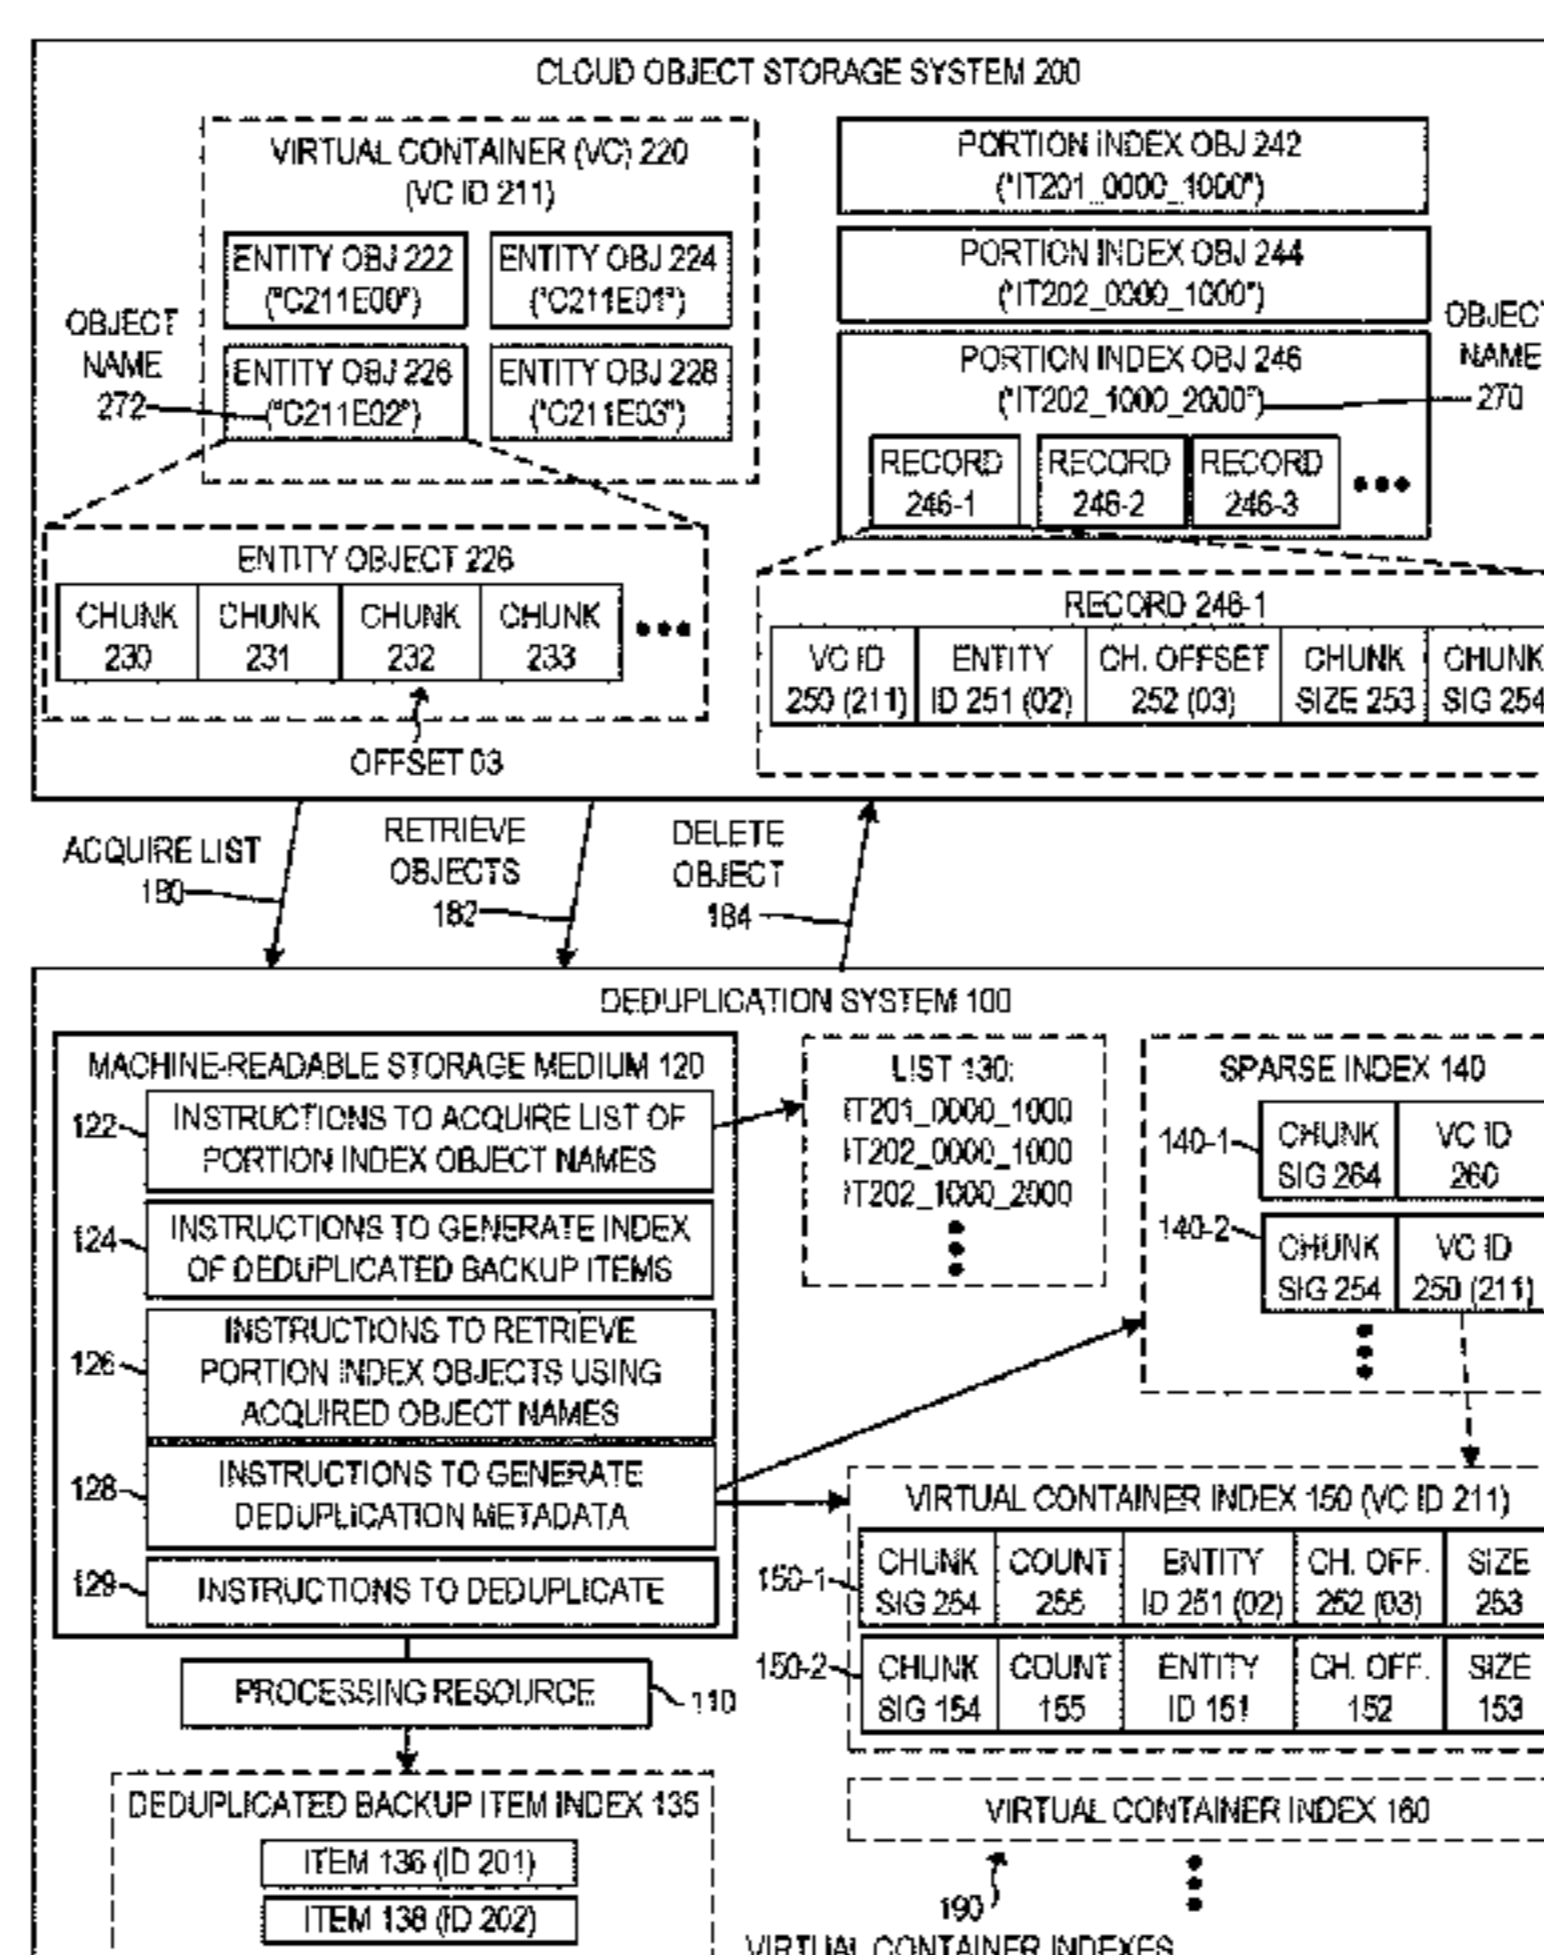 CLOUD OBJECT STORAGE SYSTEM 200
VIRTUAL CONTAINER (VC) 220
(VC ID 211)
ENTITY OBJ 222
("C211E00")
ENTITY OBJ 224
("C211E01")
ENTITY OBJ 226
("C211E02")
ENTITY OBJ 228
("C211E03")
OBJECT
NAME
272
PORTION INDEX OBJ 242
("IT201_0000_1000")
PORTION INDEX OBJ 244
("IT202_0000_1000")
PORTION INDEX OBJ 246
("IT202_1000_2000")
OBJECT
NAME
270
RECORD
246-1
RECORD
246-2
RECORD
246-3
ENTITY OBJECT 226
CHUNK
230
CHUNK
231
CHUNK
232
CHUNK
233
OFFSET 03
RECORD 246-1
VC ID
250 (211)
ENTITY
ID 251 (02)
CH. OFFSET
252 (03)
CHUNK
SIZE 253
CHUNK
SIG 254
ACQUIRE LIST
180
RETRIEVE
OBJECTS
182
DELETE
OBJECT
184
DEDUPLICATION SYSTEM 100
MACHINE-READABLE STORAGE MEDIUM 120
122
INSTRUCTIONS TO ACQUIRE LIST OF
PORTION INDEX OBJECT NAMES
124
INSTRUCTIONS TO GENERATE INDEX
OF DEDUPLICATED BACKUP ITEMS
126
INSTRUCTIONS TO RETRIEVE
PORTION INDEX OBJECTS USING
ACQUIRED OBJECT NAMES
128
INSTRUCTIONS TO GENERATE
DEDUPLICATION METADATA
129
INSTRUCTIONS TO DEDUPLICATE
PROCESSING RESOURCE
110
DEDUPLICATED BACKUP ITEM INDEX 135
ITEM 136 (ID 201)
ITEM 138 (ID 202)
LIST 130:
IT201_0000_1000
IT202_0000_1000
IT202_1000_2000
SPARSE INDEX 140
140-1
CHUNK
SIG 264
VC ID
260
140-2
CHUNK
SIG 254
VC ID
250 (211)
VIRTUAL CONTAINER INDEX 150 (VC ID 211)
150-1
CHUNK
SIG 254
COUNT
255
ENTITY
ID 251 (02)
CH. OFF.
252 (03)
SIZE
253
150-2
CHUNK
SIG 154
COUNT
155
ENTITY
ID 151
CH. OFF.
152
SIZE
153
VIRTUAL CONTAINER INDEX 160
190
VIRTUAL CONTAINER INDEXES